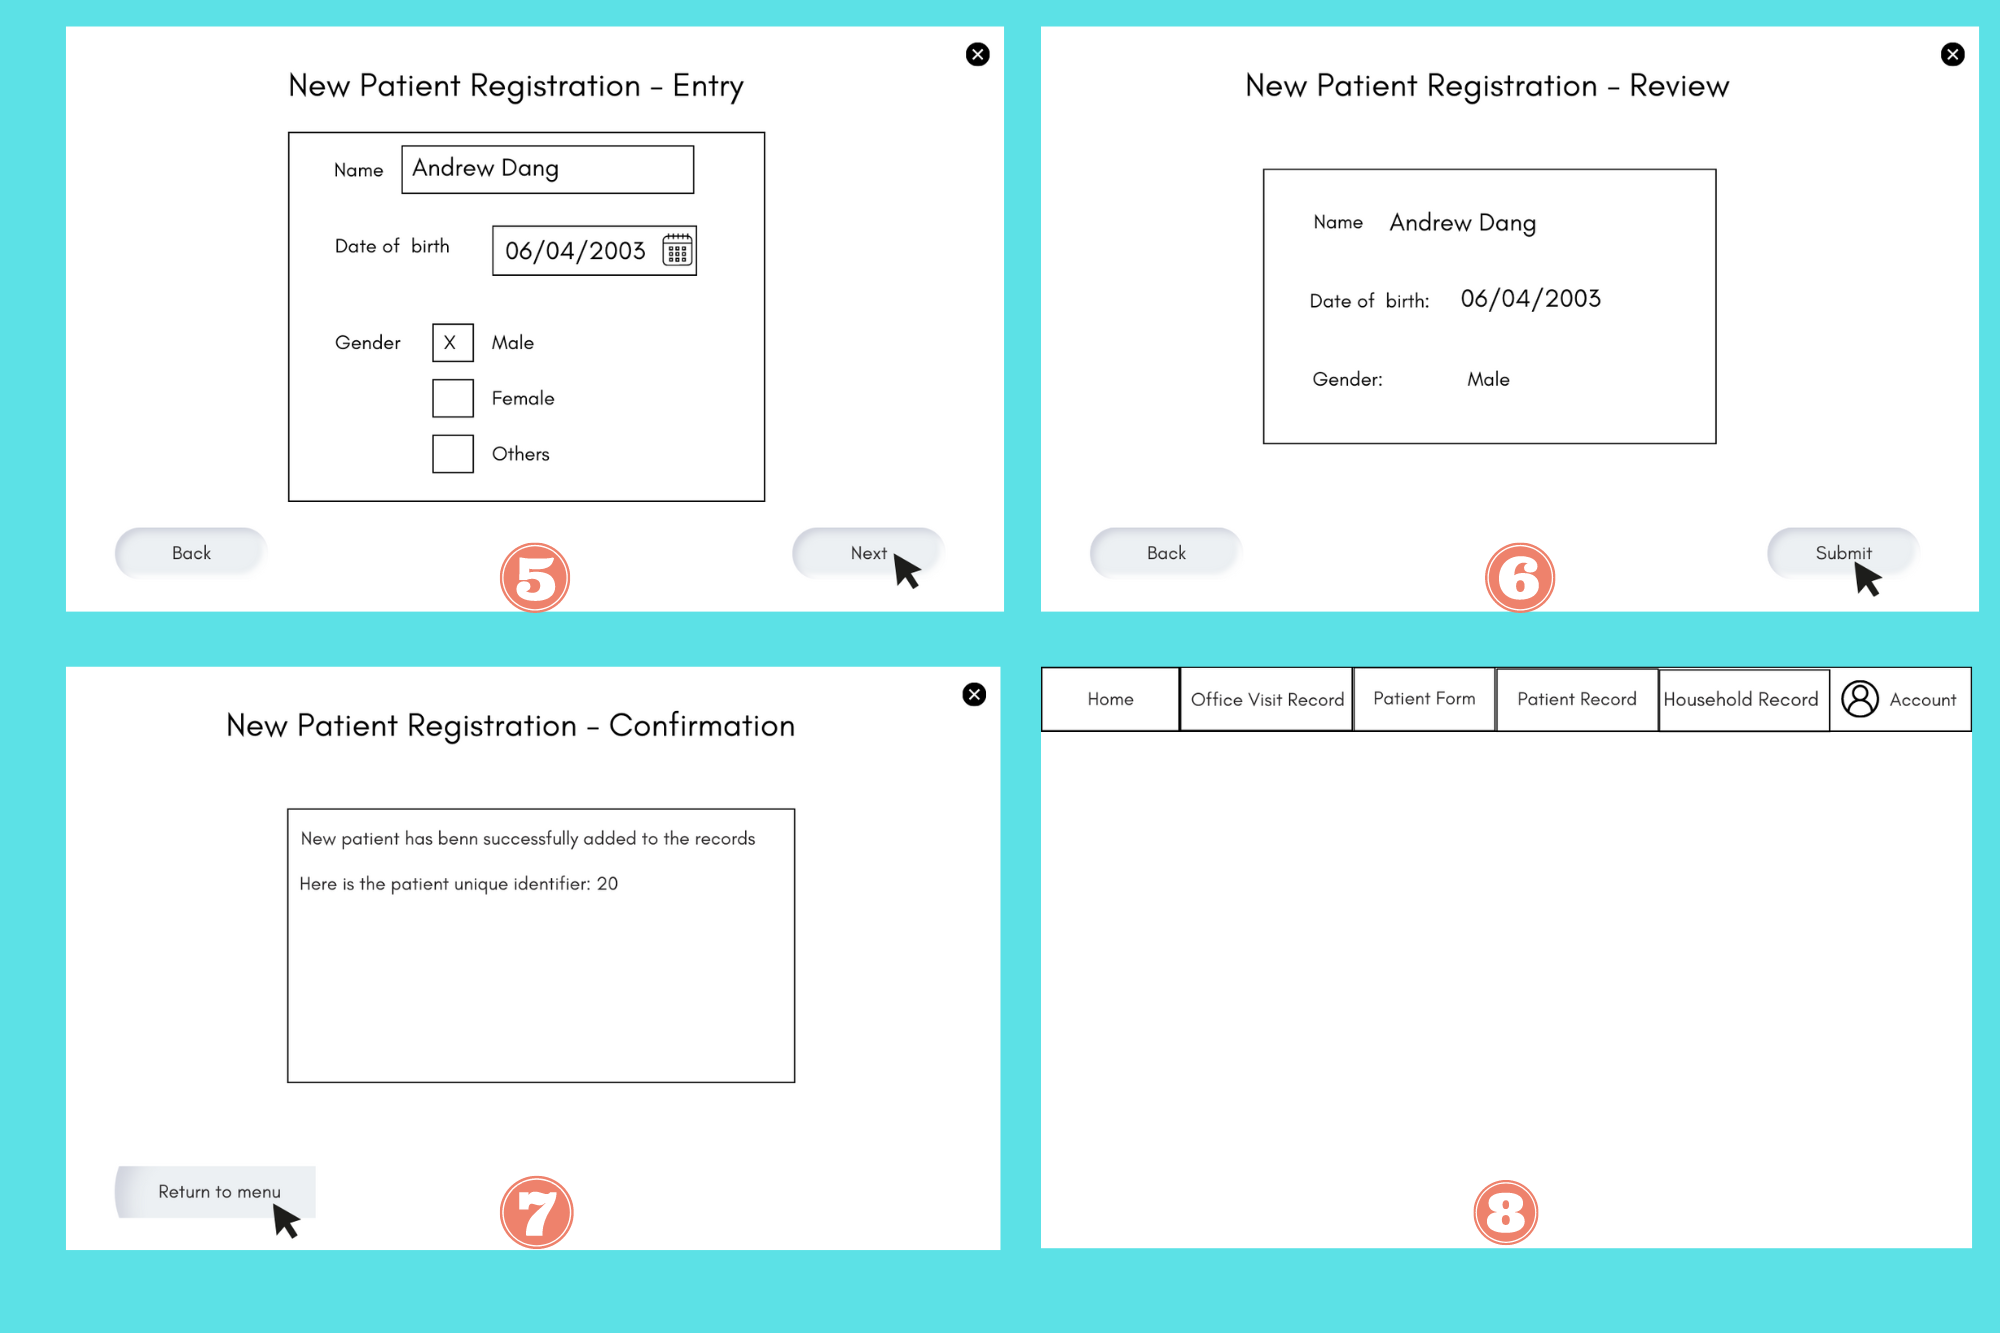 New Patient Registration - Entry
Name Andrew Dang
Date of birth 06/04/2003
Gender X Male
Female
Others
Back Next
5
New Patient Registration - Review
Name Andrew Dang
Date of birth: 06/04/2003
Gender: Male
Back Submit
6
New Patient Registration - Confirmation
New patient has benn successfully added to the records
Here is the patient unique identifier: 20
Return to menu
7
Home Office Visit Record Patient Form Patient Record Household Record Account
8